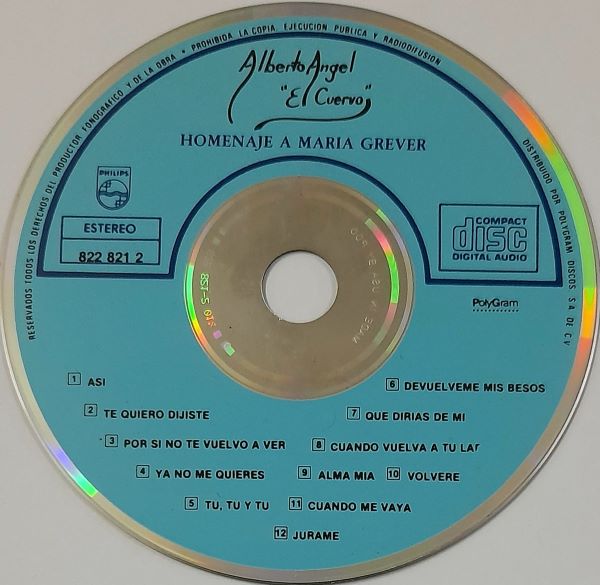 RESERVADOS TODOS LOS DERECHOS DEL PRODUCTOR FONOGRAFICO Y DE LA OBRA * PROHIBIDA LA COPIA, EJECUCION PUBLICA Y RADIODIFUSION
DISTRIBUIDO POR POLYGRAM DISCOS S.A. DE C.V.
Alberto Angel
"El Cuervo"
HOMENAJE A MARIA GREVER
PHILIPS
ESTEREO
822 821 2
COMPACT
disc
DIGITAL AUDIO
PolyGram
MADE IN USA BY
1 ASI
2 TE QUIERO DIJISTE
3 POR SI NO TE VUELVO A VER
4 YA NO ME QUIERES
5 TU, TU Y TU
6 DEVUELVEME MIS BESOS
7 QUE DIRIAS DE MI
8 CUANDO VUELVA A TU LA
9 ALMA MIA
10 VOLVERE
11 CUANDO ME VAYA
12 JURAME